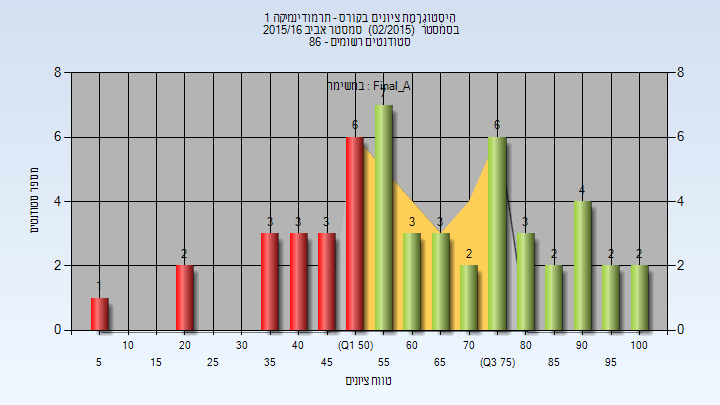 היסטוגרמת ציונים בקורס - תרמודינמיקה 1
בסמסטר (02/2015) סמסטר אביב 2015/16
סטודנטים רשומים - 86
במשימה : Final_A
מספר סטודנטים
8 8
6 6
4 4
2 2
0 0
1 2 3 3 3 6 7 3 3 2 6 3 2 4 2 2
10 20 30 40 (Q1 50) 60 70 80 90 100
5 15 25 35 45 55 65 (Q3 75) 85 95
טווח ציונים